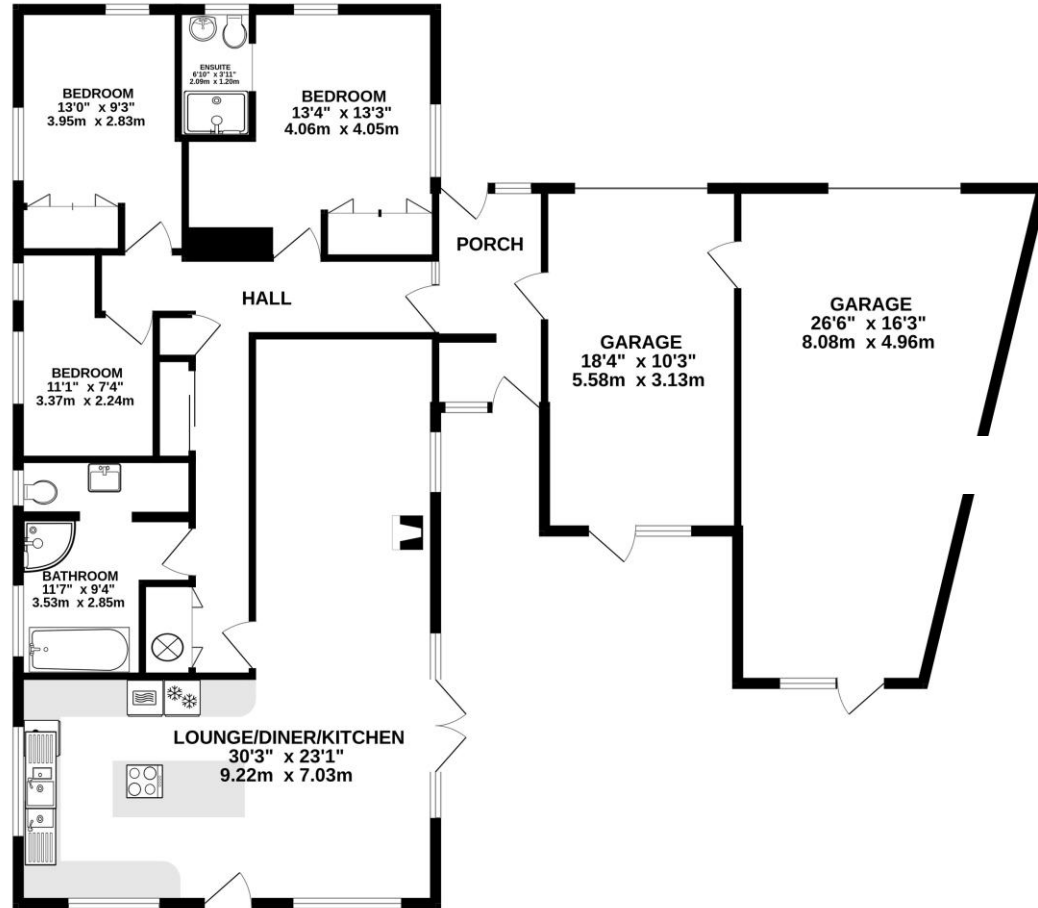 BEDROOM
13'0" x 9'3"
3.95m x 2.83m
ENSUITE
6'10" x 3'11"
2.09m x 1.20m
BEDROOM
13'4" x 13'3"
4.06m x 4.05m
PORCH
HALL
GARAGE
18'4" x 10'3"
5.58m x 3.13m
GARAGE
26'6" x 16'3"
8.08m x 4.96m
BEDROOM
11'1" x 7'4"
3.37m x 2.24m
BATHROOM
11'7" x 9'4"
3.53m x 2.85m
LOUNGE/DINER/KITCHEN
30'3" x 23'1"
9.22m x 7.03m